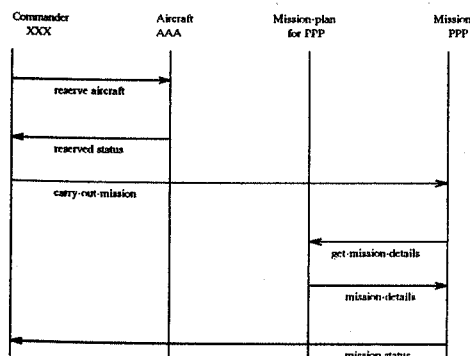 Commander
XXX
Aircraft
AAA
Mission-plan
for PPP
Mission
PPP
reserve aircraft
reserved status
carry-out-mission
get-mission-details
mission-details
mission status